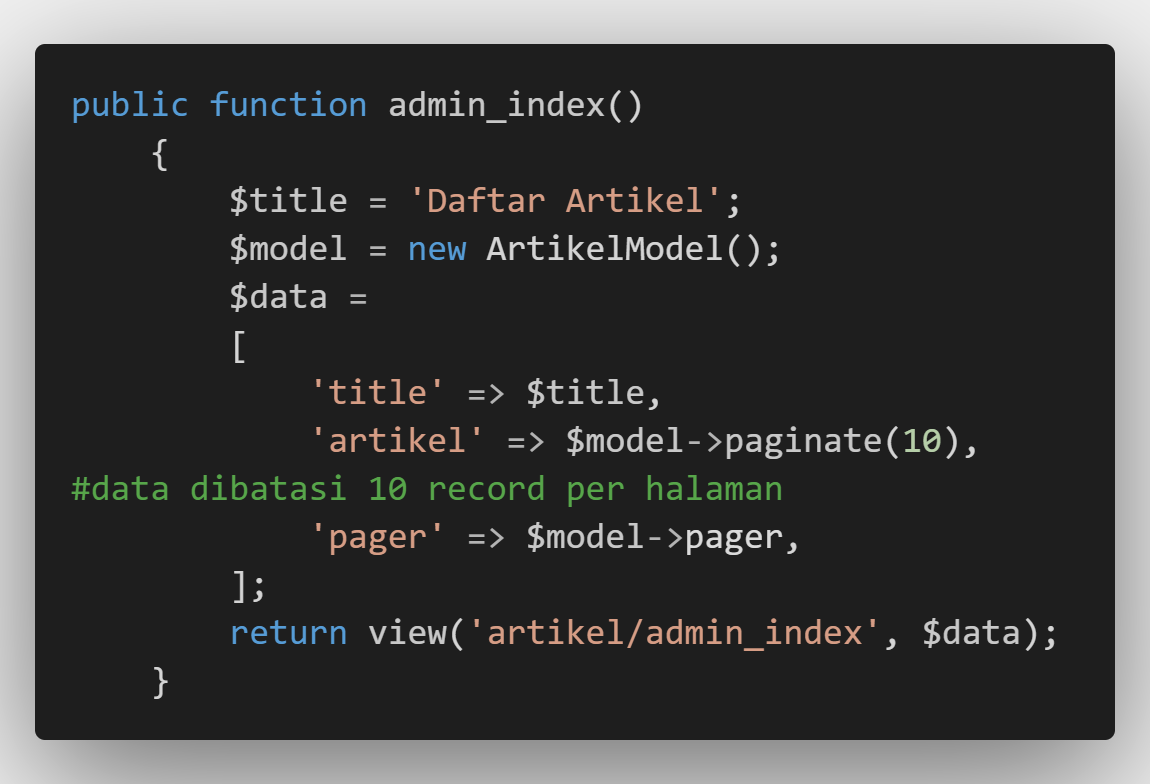 public function admin_index()
    {
        $title = 'Daftar Artikel';
        $model = new ArtikelModel();
        $data =
        [
            'title' => $title,
            'artikel' => $model->paginate(10),
#data dibatasi 10 record per halaman
            'pager' => $model->pager,
        ];
        return view('artikel/admin_index', $data);
    }